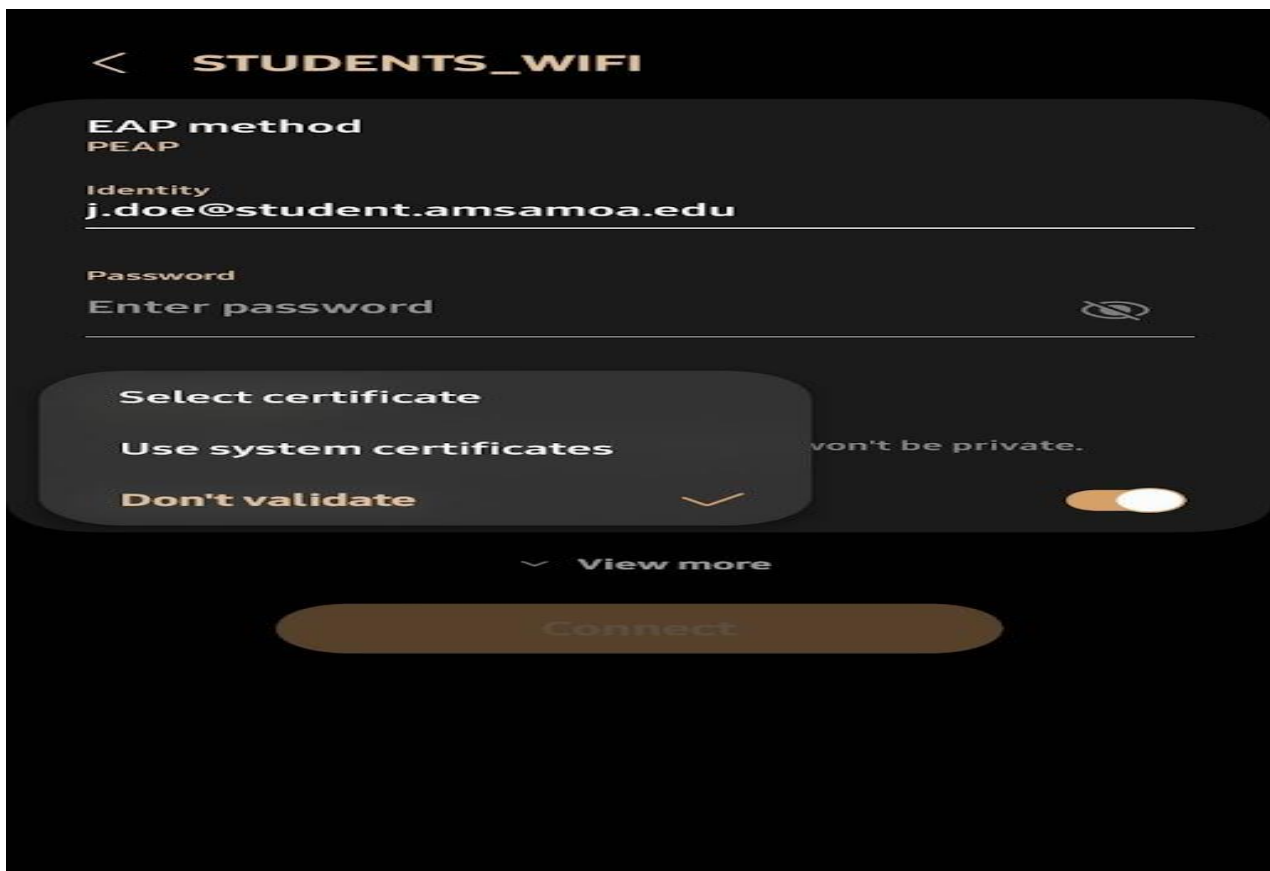 STUDENTS_WIFI
EAP method
PEAP
Identity
j.doe@student.amsamoa.edu
Password
Enter password
Select certificate
Use system certificates
won't be private.
Don't validate
View more
Connect